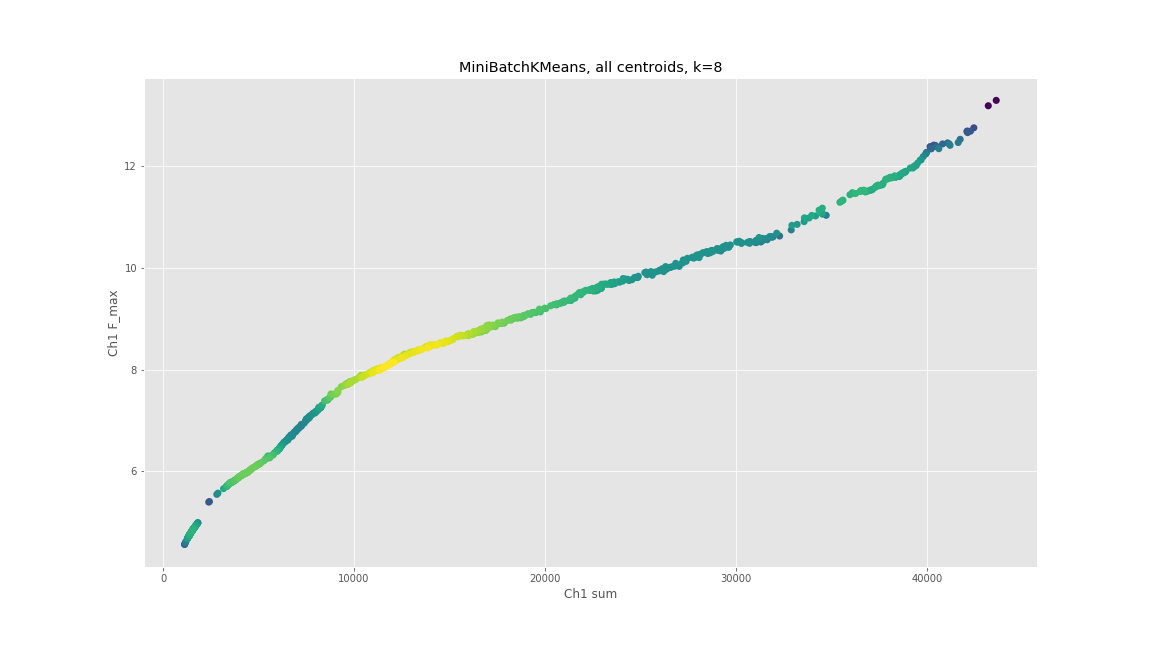 MiniBatchKMeans, all centroids, k=8
12
10
8
6
Ch1 F_max
0 10000 20000 30000 40000
Ch1 sum